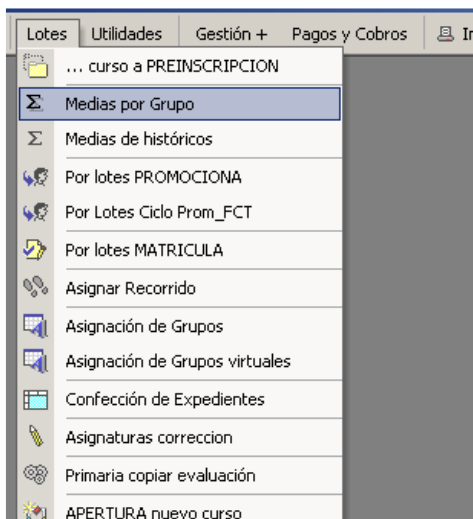 Lotes Utilidades Gestión + Pagos y Cobros
... curso a PREINSCRIPCION
Medias por Grupo
Medias de históricos
Por lotes PROMOCIONA
Por Lotes Ciclo Prom_FCT
Por lotes MATRICULA
Asignar Recorrido
Asignación de Grupos
Asignación de Grupos virtuales
Confección de Expedientes
Asignaturas correccion
Primaria copiar evaluación
APERTURA nuevo curso